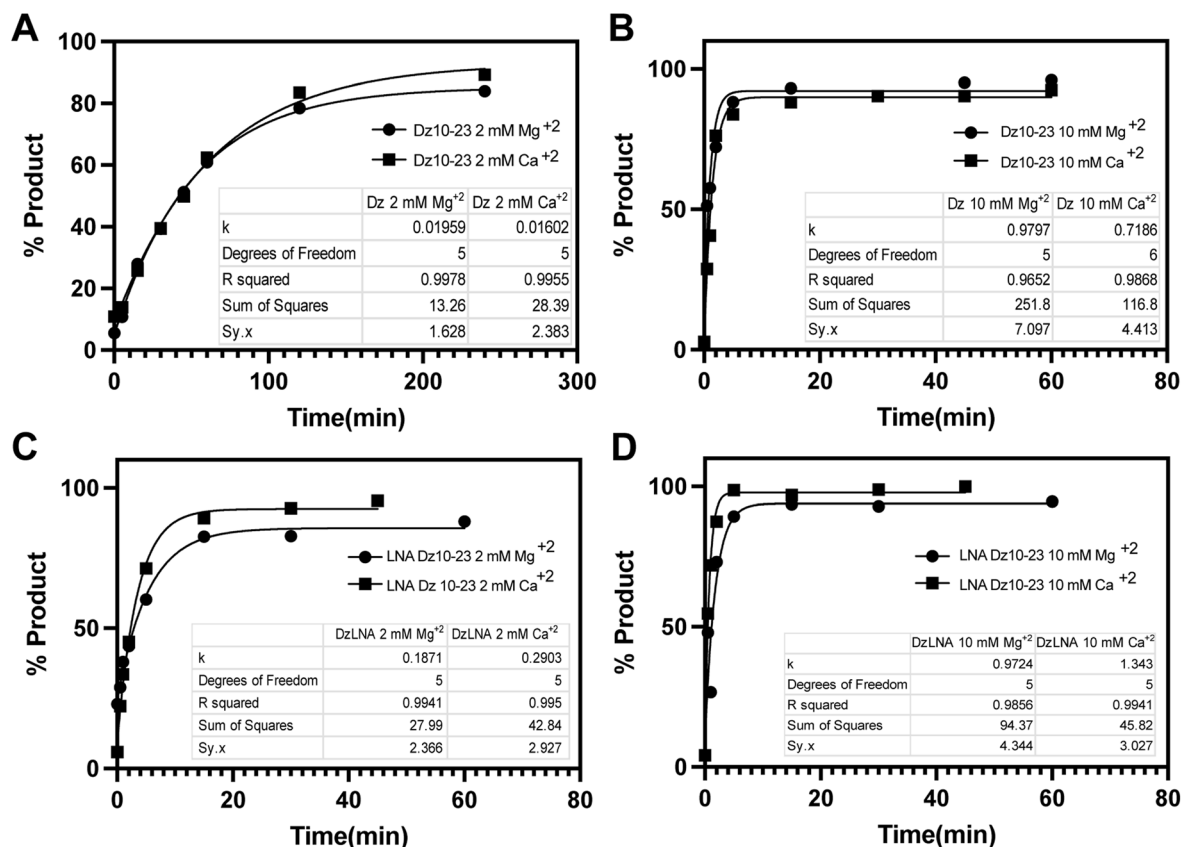 A
100
80
60
40
20
0
% Product
Dz10-23 2 mM Mg+2
Dz10-23 2 mM Ca+2
Dz 2 mM Mg+2 Dz 2 mM Ca+2
k 0.01959 0.01602
Degrees of Freedom 5 5
R squared 0.9978 0.9955
Sum of Squares 13.26 28.39
Sy.x 1.628 2.383
0 100 200 300
Time(min)
B
100
50
0
% Product
Dz10-23 10 mM Mg+2
Dz10-23 10 mM Ca+2
Dz 10 mM Mg+2 Dz 10 mM Ca+2
k 0.9797 0.7186
Degrees of Freedom 5 6
R squared 0.9652 0.9868
Sum of Squares 251.8 116.8
Sy.x 7.097 4.413
0 20 40 60 80
Time(min)
C
100
50
0
% Product
LNA Dz10-23 2 mM Mg+2
LNA Dz 10-23 2 mM Ca+2
DzLNA 2 mM Mg+2 DzLNA 2 mM Ca+2
k 0.1871 0.2903
Degrees of Freedom 5 5
R squared 0.9941 0.995
Sum of Squares 27.99 42.84
Sy.x 2.366 2.927
0 20 40 60 80
Time(min)
D
100
50
0
% Product
LNA Dz10-23 10 mM Mg+2
LNA Dz10-23 10 mM Ca+2
DzLNA 10 mM Mg+2 DzLNA 10 mM Ca+2
k 0.9724 1.343
Degrees of Freedom 5 5
R squared 0.9856 0.9941
Sum of Squares 94.37 45.82
Sy.x 4.344 3.027
0 20 40 60 80
Time(min)